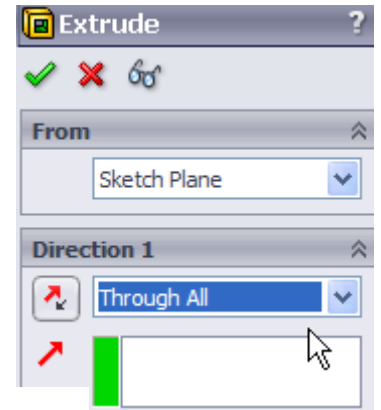 Extrude ?
From
Sketch Plane
Direction 1
Through All